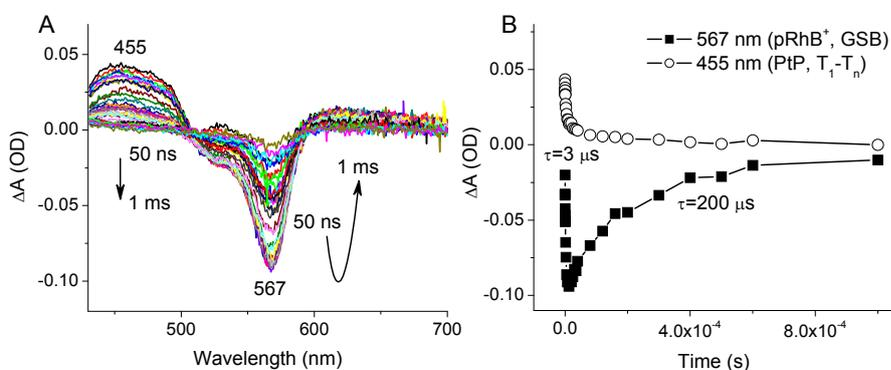 A
455
50 ns
1 ms
1 ms
50 ns
567
0.05
0.00
-0.05
-0.10
ΔA (OD)
500
600
700
Wavelength (nm)
B
567 nm (pRhB⁺, GSB)
455 nm (PtP, T₁-Tₙ)
τ=3 μs
τ=200 μs
0.05
0.00
-0.05
-0.10
ΔA (OD)
0.0
4.0x10⁻⁴
8.0x10⁻⁴
Time (s)